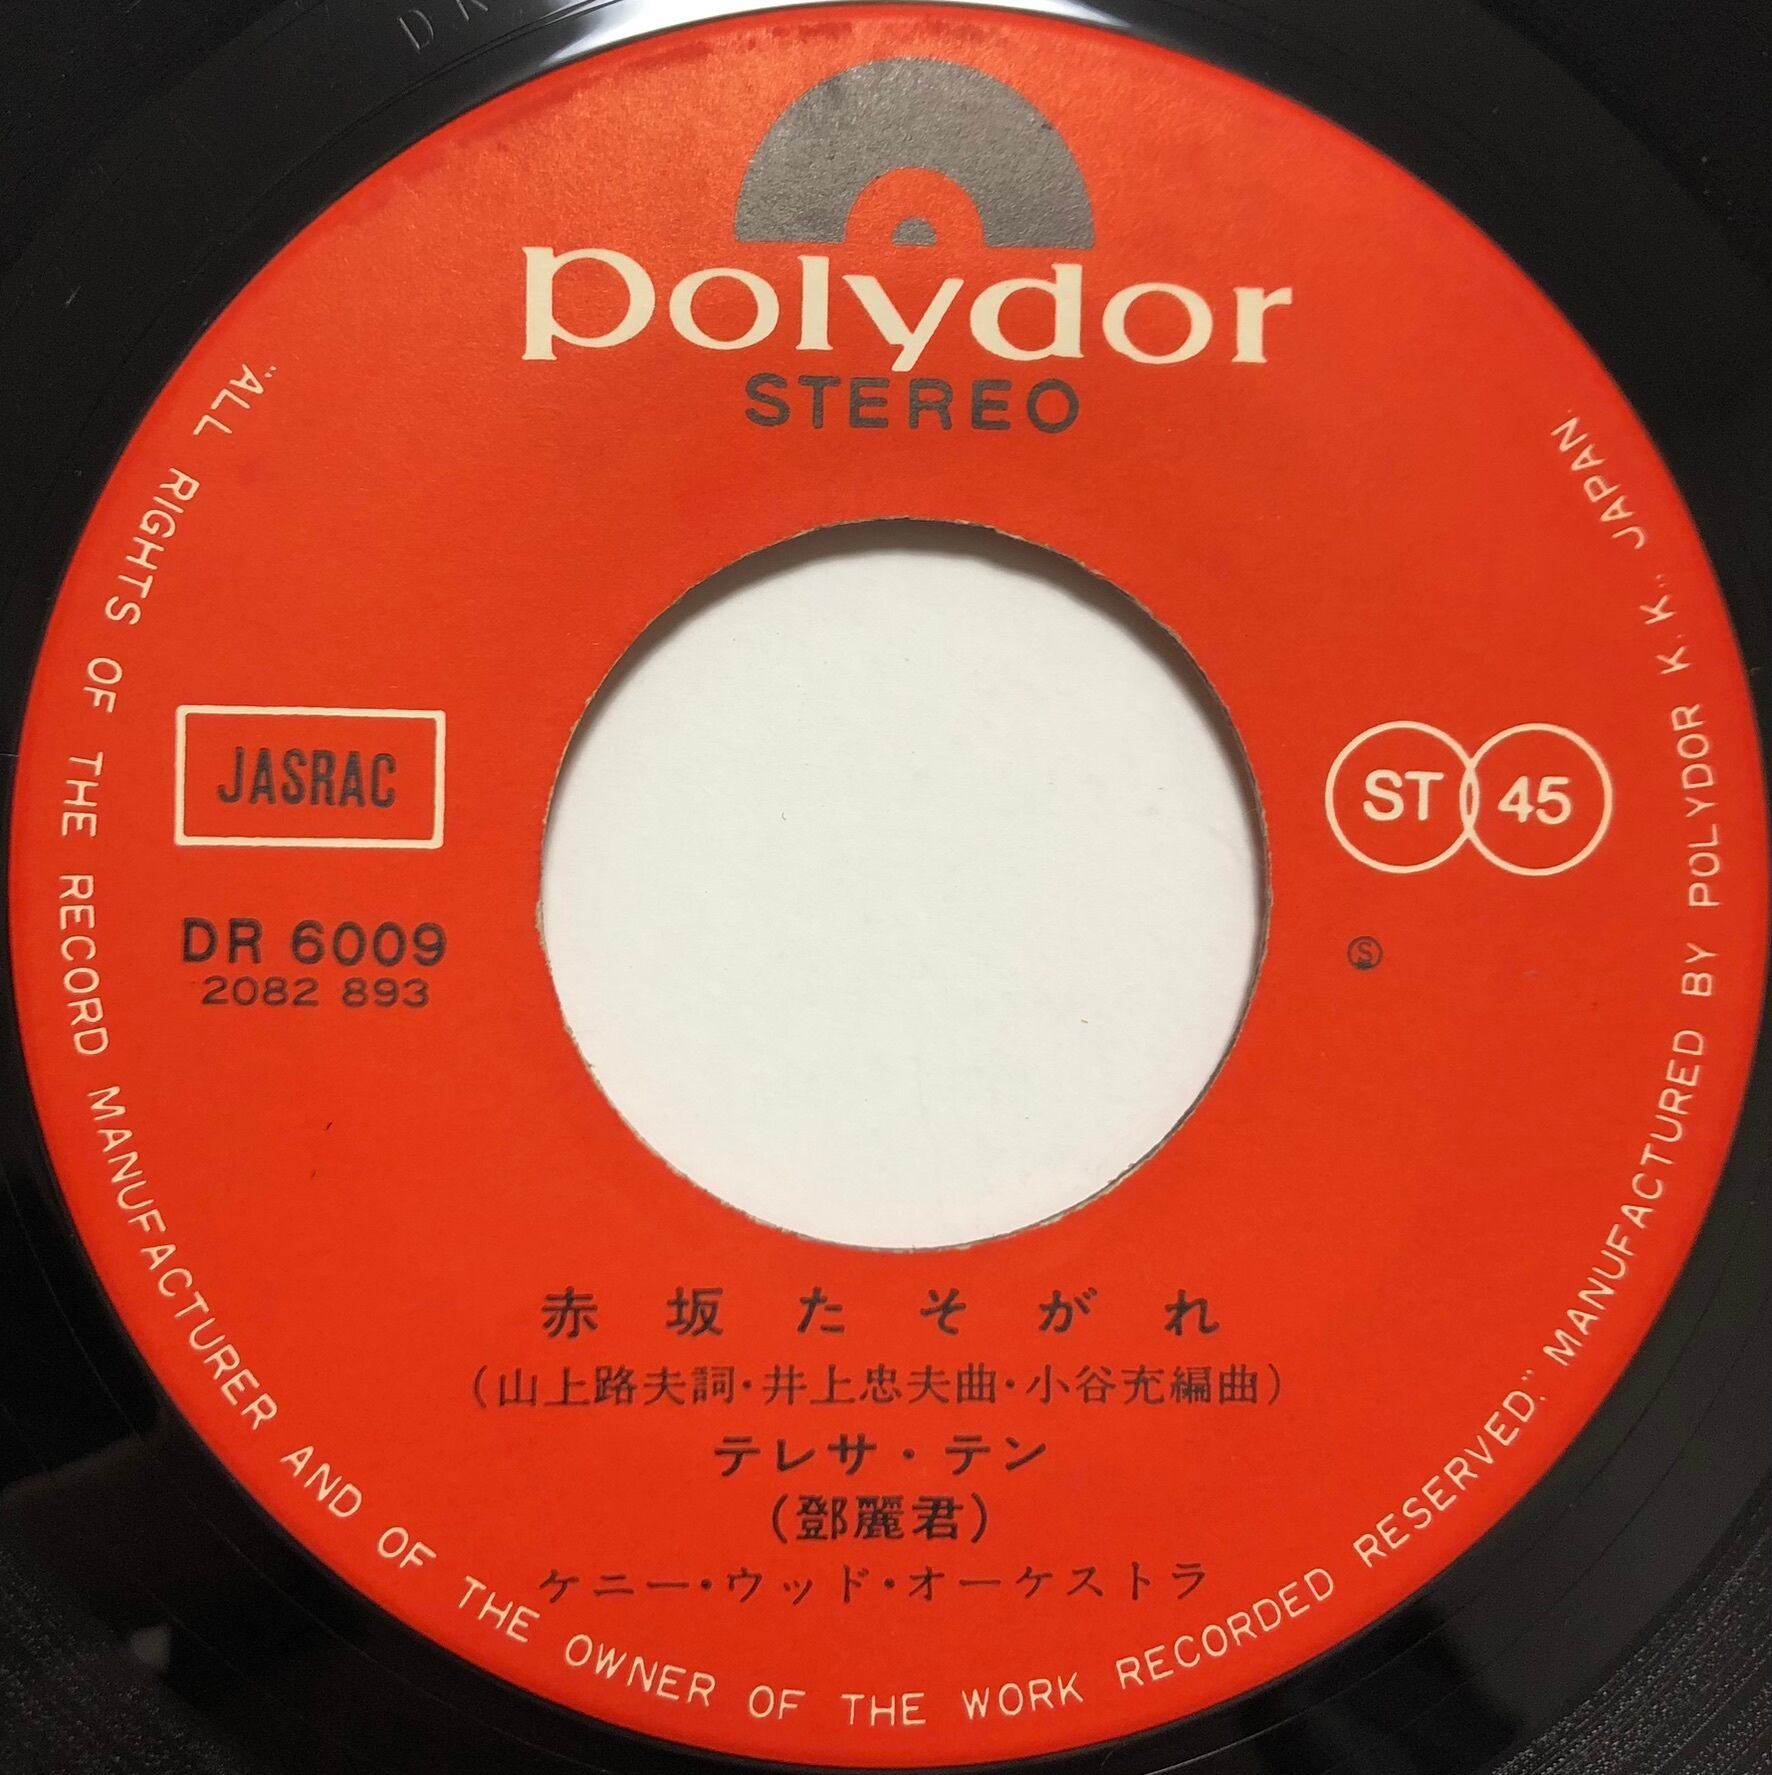 polydor
STEREO
JASRAC
DR 6009
2082 893
ST 45
Ⓢ
赤坂たそがれ
(山上路夫詞・井上忠夫曲・小谷充編曲)
テレサ・テン
(鄧麗君)
ケニー・ウッド・オーケストラ
"ALL RIGHTS OF THE RECORD MANUFACTURER AND OF THE OWNER OF THE WORK RECORDED RESERVED." MANUFACTURED BY POLYDOR K. K., JAPAN.